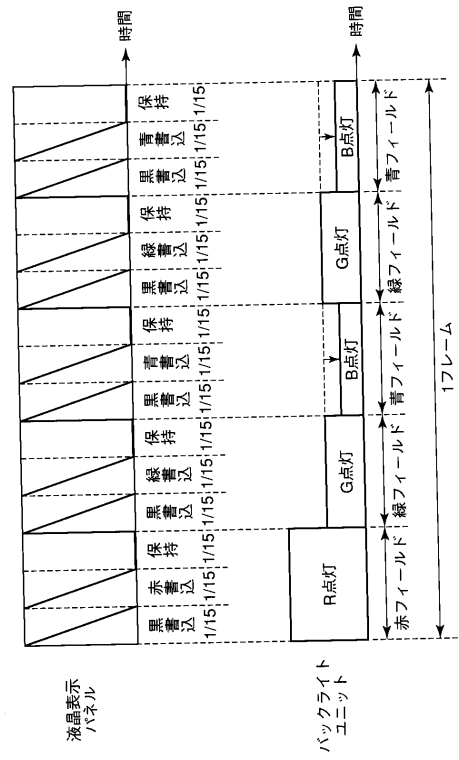 液晶表示
パネル
時間
黒書込
赤書込
保持
黒書込
緑書込
保持
黒書込
青書込
保持
黒書込
緑書込
保持
黒書込
青書込
保持
1/15 1/15 1/15 1/15 1/15 1/15 1/15 1/15 1/15 1/15 1/15 1/15 1/15 1/15 1/15
バックライト
ユニット
R点灯
G点灯
B点灯
G点灯
B点灯
時間
赤フィールド
緑フィールド
青フィールド
緑フィールド
青フィールド
1フレーム